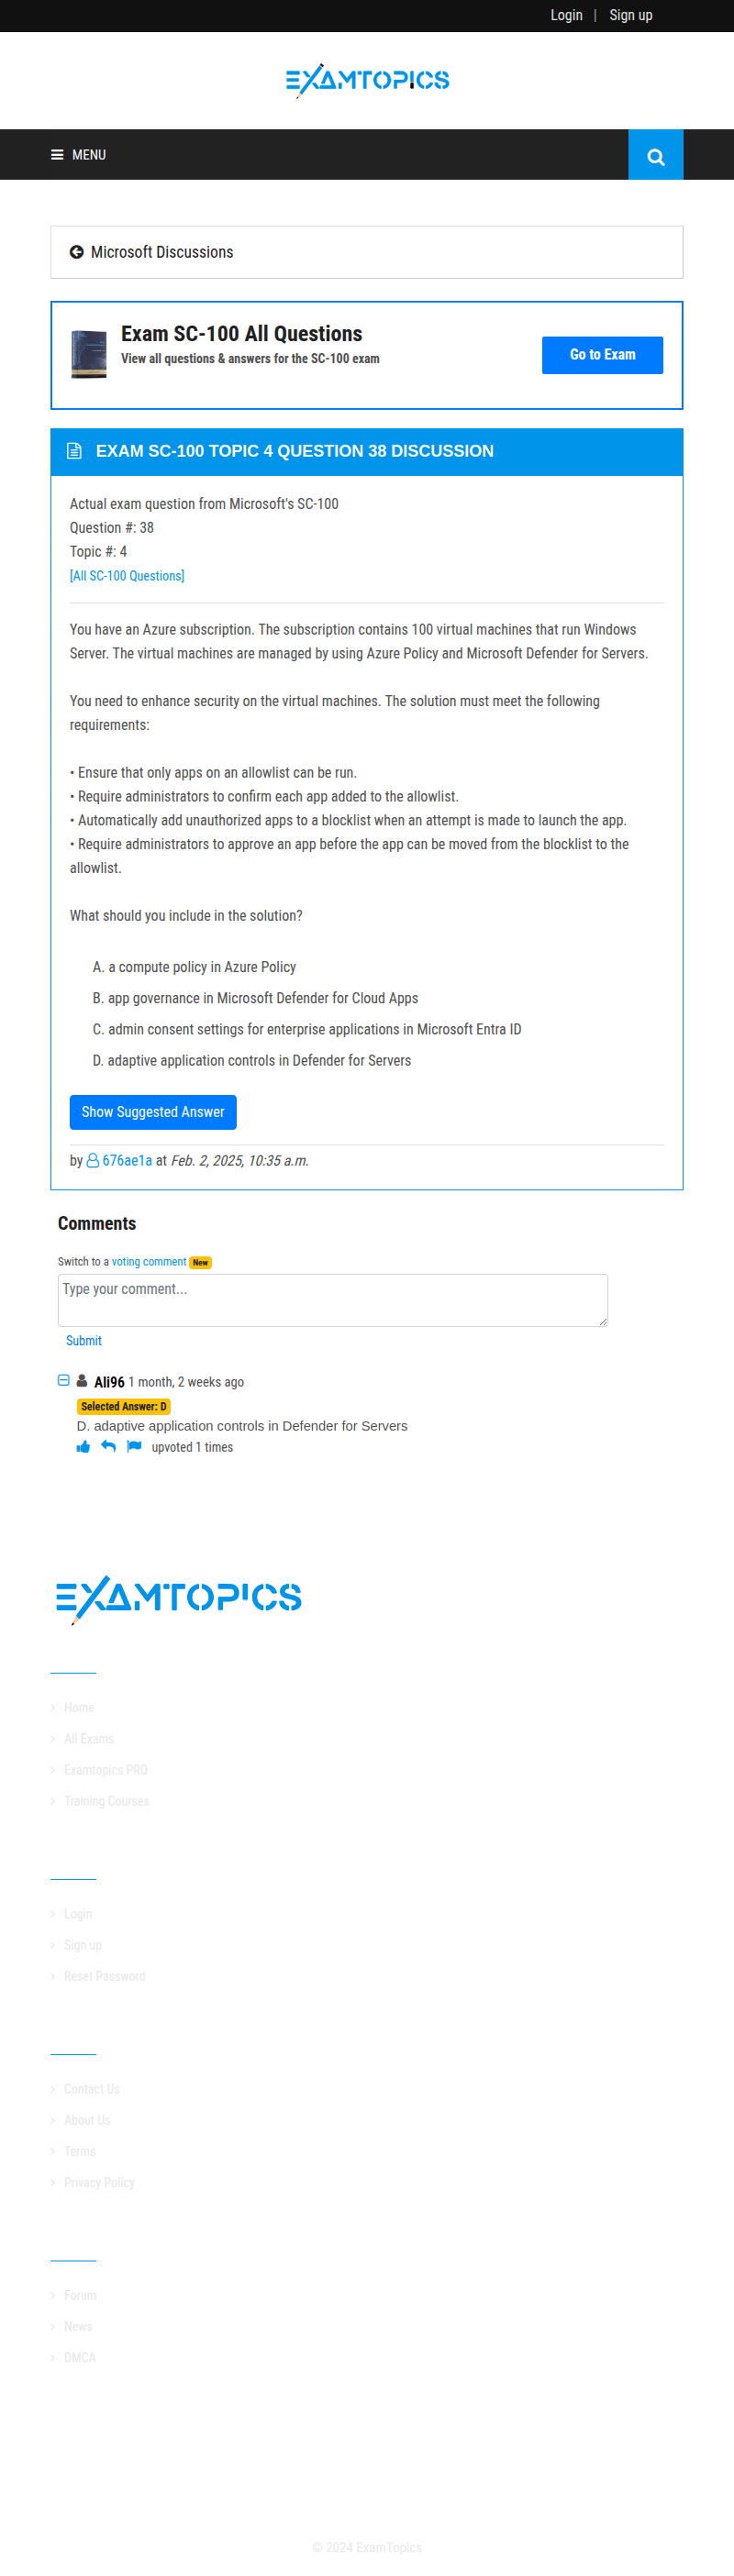 Login | Sign up
EXAMTOPICS
MENU
Microsoft Discussions
Exam SC-100 All Questions
View all questions & answers for the SC-100 exam
Go to Exam
EXAM SC-100 TOPIC 4 QUESTION 38 DISCUSSION
Actual exam question from Microsoft's SC-100
Question #: 38
Topic #: 4
[All SC-100 Questions]
You have an Azure subscription. The subscription contains 100 virtual machines that run Windows
Server. The virtual machines are managed by using Azure Policy and Microsoft Defender for Servers.
You need to enhance security on the virtual machines. The solution must meet the following
requirements:
• Ensure that only apps on an allowlist can be run.
• Require administrators to confirm each app added to the allowlist.
• Automatically add unauthorized apps to a blocklist when an attempt is made to launch the app.
• Require administrators to approve an app before the app can be moved from the blocklist to the
allowlist.
What should you include in the solution?
A. a compute policy in Azure Policy
B. app governance in Microsoft Defender for Cloud Apps
C. admin consent settings for enterprise applications in Microsoft Entra ID
D. adaptive application controls in Defender for Servers
Show Suggested Answer
by 676ae1a at Feb. 2, 2025, 10:35 a.m.
Comments
Switch to a voting comment New
Type your comment...
Submit
Ali96 1 month, 2 weeks ago
Selected Answer: D
D. adaptive application controls in Defender for Servers
upvoted 1 times
EXAMTOPICS
Home
All Exams
Examtopics PRO
Training Courses
Login
Sign up
Reset Password
Contact Us
About Us
Terms
Privacy Policy
Forum
News
DMCA
© 2024 ExamTopics